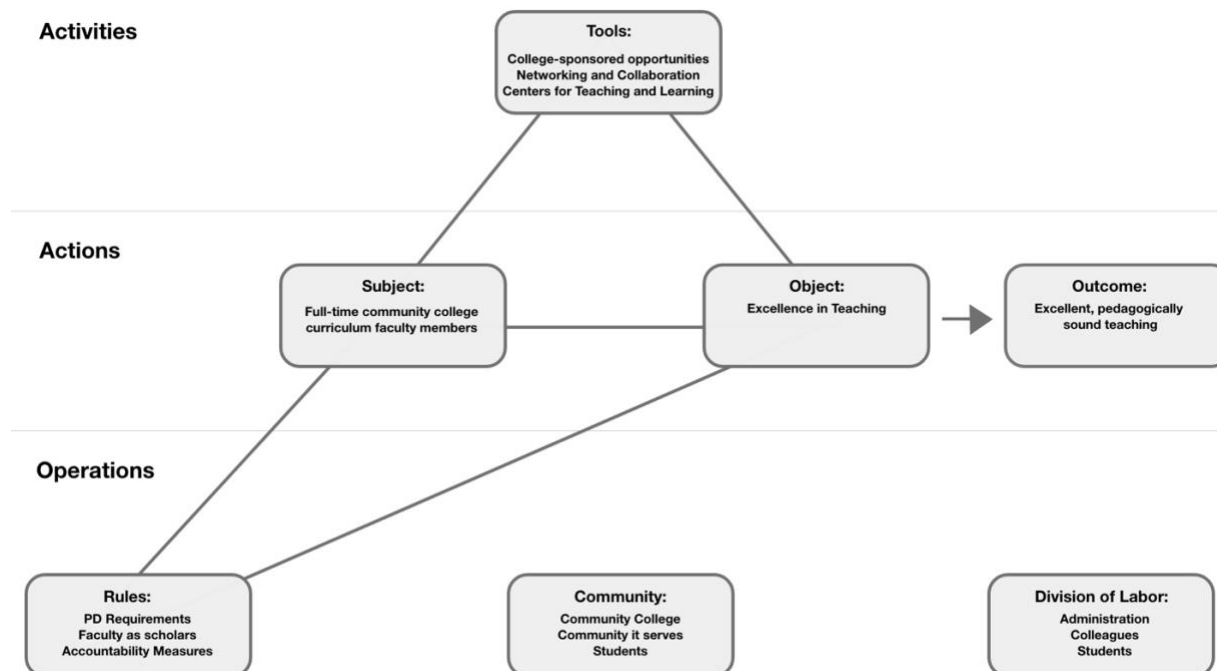 Activities
Tools:
College-sponsored opportunities
Networking and Collaboration
Centers for Teaching and Learning
Actions
Subject:
Full-time community college
curriculum faculty members
Object:
Excellence in Teaching
Outcome:
Excellent, pedagogically
sound teaching
Operations
Rules:
PD Requirements
Faculty as scholars
Accountability Measures
Community:
Community College
Community it serves
Students
Division of Labor:
Administration
Colleagues
Students